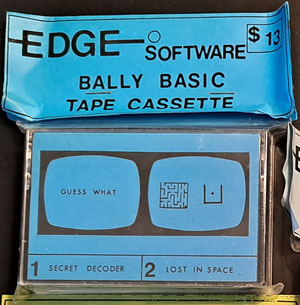 EDGE SOFTWARE $13
BALLY BASIC
TAPE CASSETTE
GUESS WHAT
1 SECRET DECODER 2 LOST IN SPACE